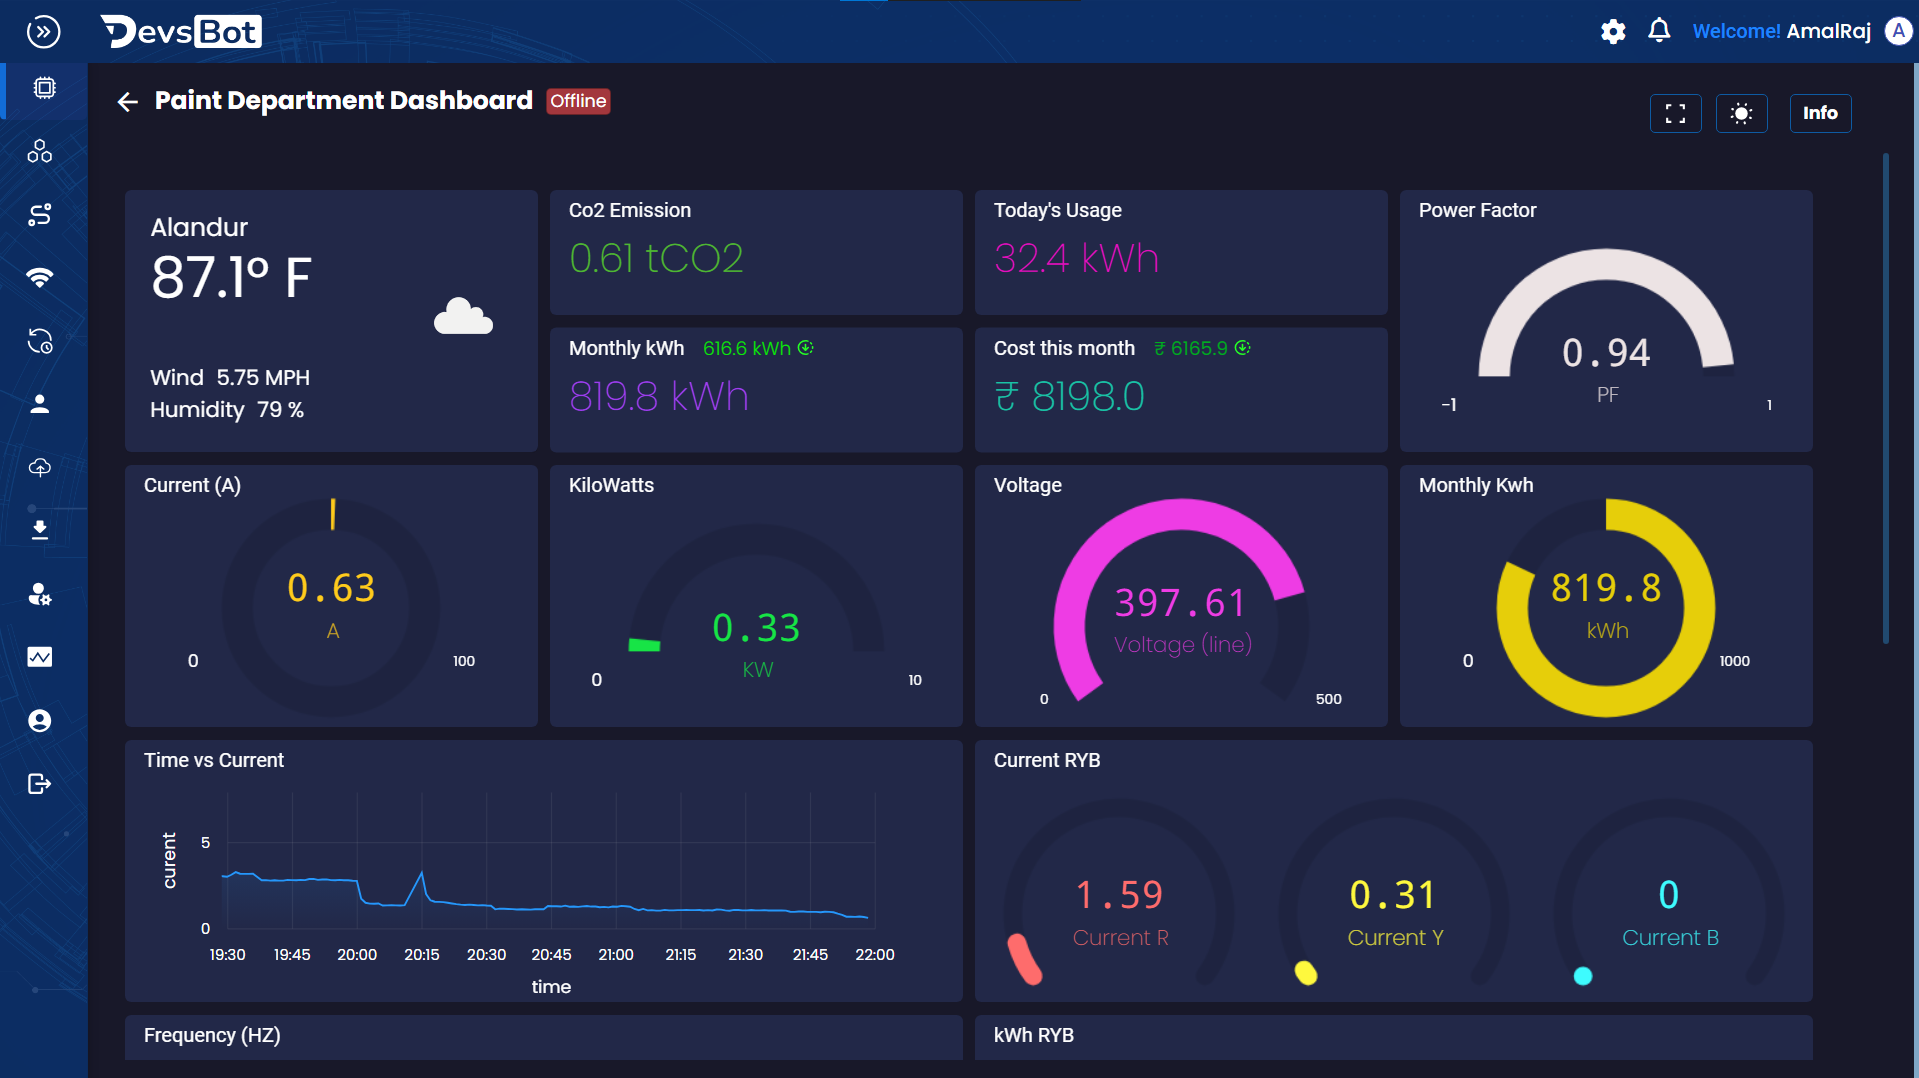 DevsBot
Welcome! AmalRaj
A
Paint Department Dashboard
Offline
Info
Alandur
87.1° F
Wind 5.75 MPH
Humidity 79 %
Co2 Emission
0.61 tCO2
Today's Usage
32.4 kWh
Monthly kWh 616.6 kWh
819.8 kWh
Cost this month ₹ 6165.9
₹ 8198.0
Power Factor
0.94
PF
-1
1
Current (A)
0.63
A
0
100
KiloWatts
0.33
KW
0
10
Voltage
397.61
Voltage (line)
0
500
Monthly Kwh
819.8
kWh
0
1000
Time vs Current
curent
5
0
19:30 19:45 20:00 20:15 20:30 20:45 21:00 21:15 21:30 21:45 22:00
time
Current RYB
1.59
Current R
0.31
Current Y
0
Current B
Frequency (HZ)
kWh RYB